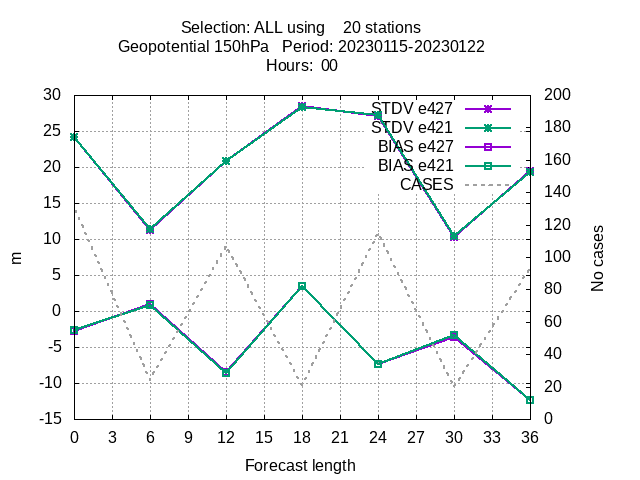 Selection: ALL using 20 stations
Geopotential 150hPa Period: 20230115-20230122
Hours: 00
30
25
20
15
10
5
0
-5
-10
-15
m
200
180
160
140
120
100
80
60
40
20
0
No cases
STDV e427
STDV e421
BIAS e427
BIAS e421
CASES
0 3 6 9 12 15 18 21 24 27 30 33 36
Forecast length